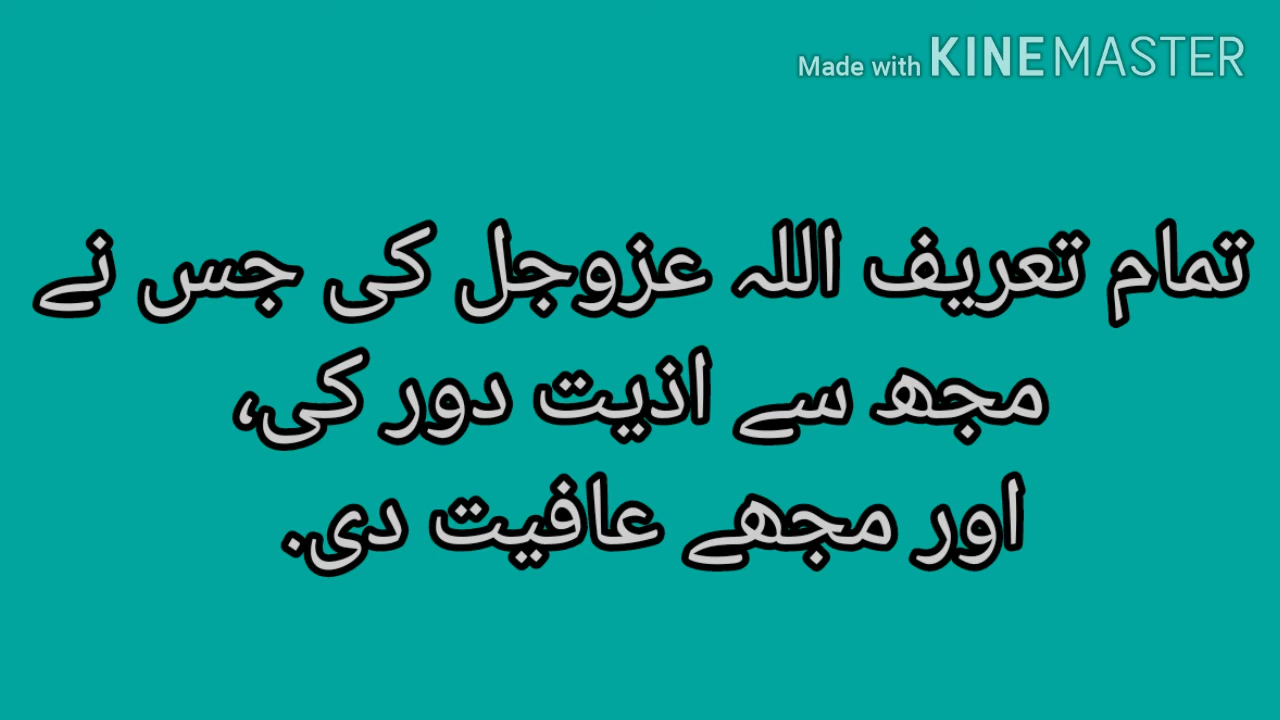 Made with KINEMASTER
تمام تعریف اللہ عزوجل کی جس نے
مجھ سے اذیت دور کی،
اور مجھے عافیت دی.